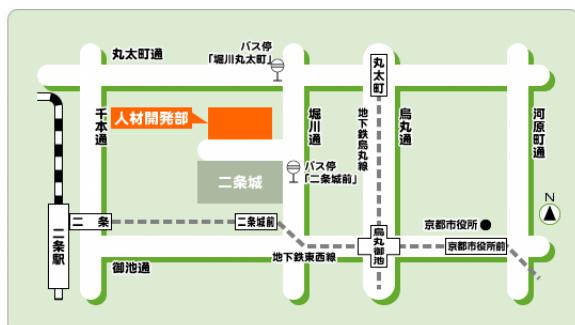 丸太町通
バス停
「堀川丸太町」
丸太町
千本通
人材開発部
堀川通
地下鉄烏丸線
烏丸通
河原町通
バス停
「二条城前」
二条城
N
二条
二条城前
京都市役所
二条駅
烏丸御池
京都市役所前
御池通
地下鉄東西線